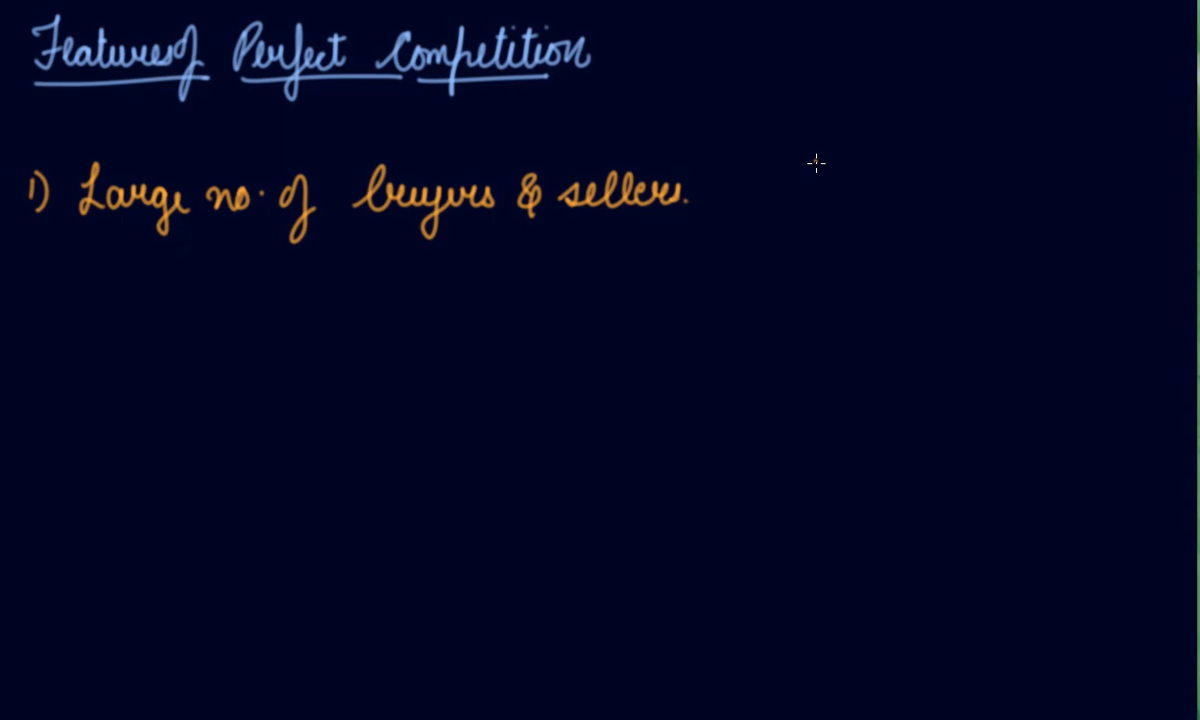 Features of Perfect Competition
1) Large no. of buyers & sellers.